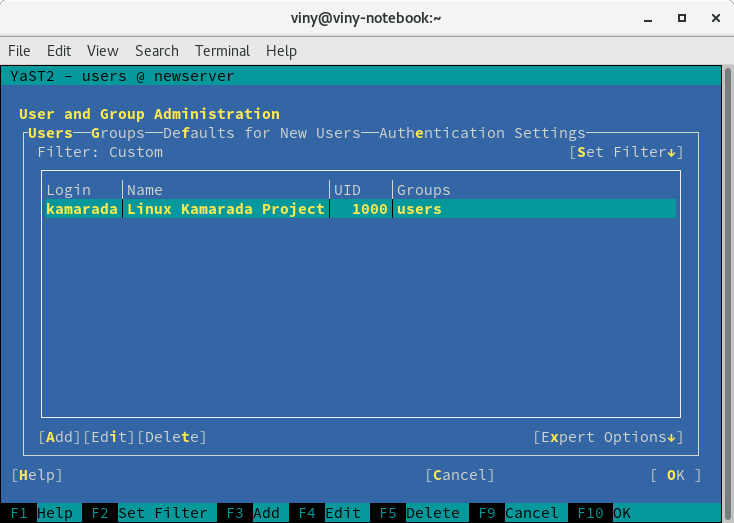 viny@viny-notebook:~
File Edit View Search Terminal Help
YaST2 - users @ newserver
User and Group Administration
Users Groups Defaults for New Users Authentication Settings
Filter: Custom [Set Filter↓]
Login Name UID Groups
kamarada Linux Kamarada Project 1000 users
[Add][Edit][Delete] [Expert Options↓]
[Help] [Cancel] [ OK ]
F1 Help F2 Set Filter F3 Add F4 Edit F5 Delete F9 Cancel F10 OK